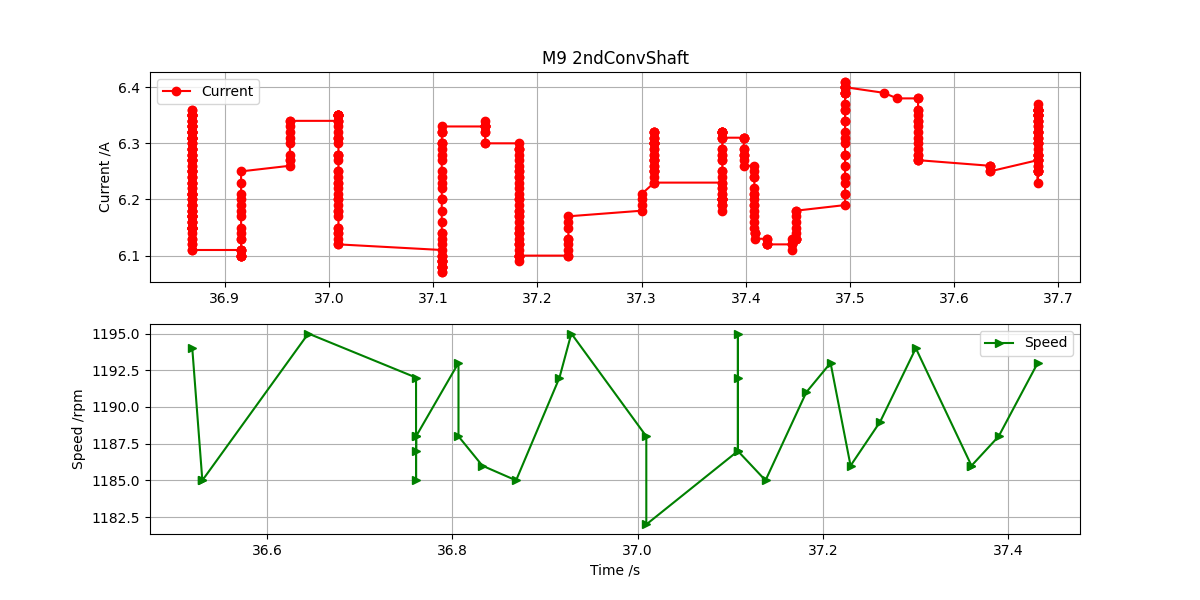 M9 2ndConvShaft
Current /A
6.4
6.3
6.2
6.1
Current
36.9 37.0 37.1 37.2 37.3 37.4 37.5 37.6 37.7
Speed /rpm
1195.0
1192.5
1190.0
1187.5
1185.0
1182.5
Speed
36.6 36.8 37.0 37.2 37.4
Time /s